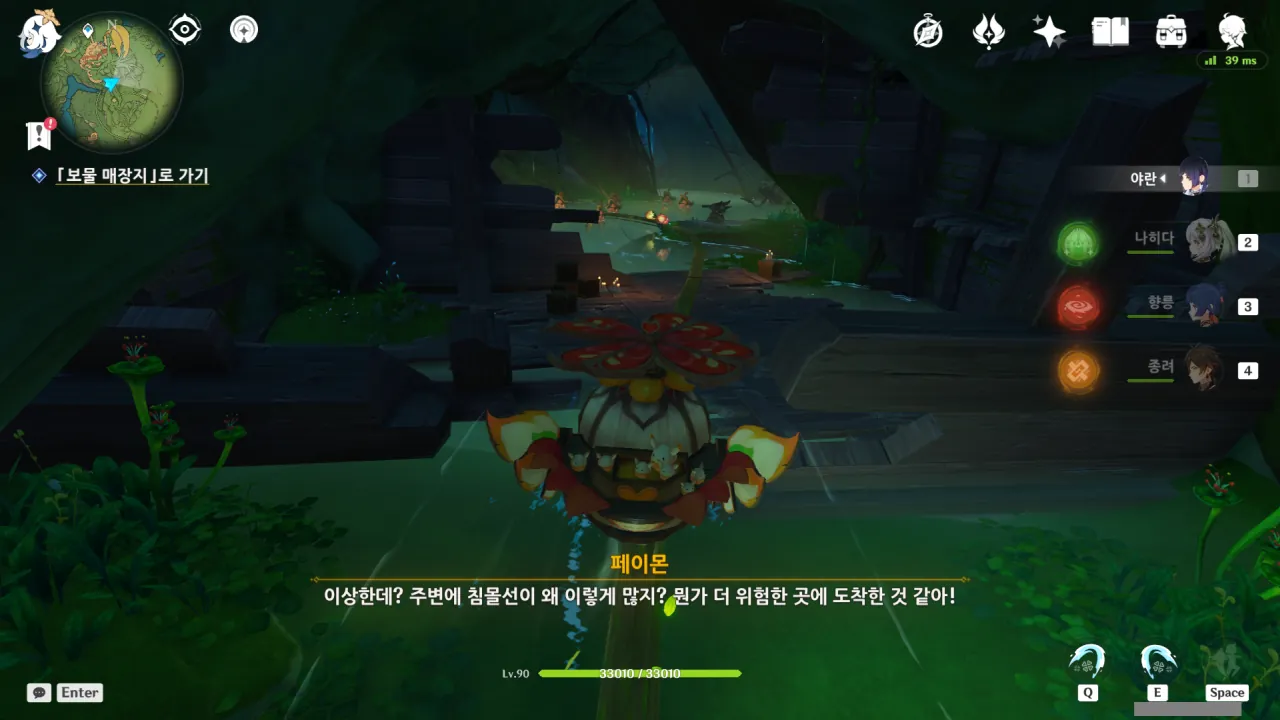 N
39 ms
「보물 매장지」로 가기
야란
1
나히다
2
향릉
3
종려
4
페이몬
이상한데? 주변에 침몰선이 왜 이렇게 많지? 뭔가 더 위험한 곳에 도착한 것 같아!
Lv.90
33010 / 33010
Enter
Q
E
Space